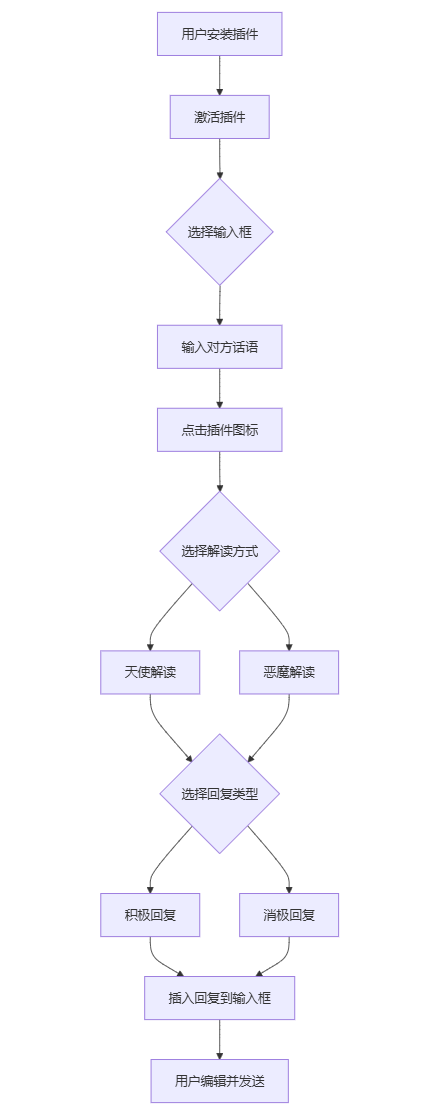 用户安装插件
激活插件
选择输入框
输入对方话语
点击插件图标
选择解读方式
天使解读
恶魔解读
选择回复类型
积极回复
消极回复
插入回复到输入框
用户编辑并发送